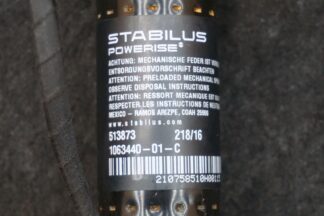 STABILUS
POWERISE®
ACHTUNG: MECHANISCHE FEDER IST
ENTSORGUNGSVORSCHRIFT BEACHTEN
ATTENTION: PRELOADED MECHANICAL
OBSERVE DISPOSAL INSTRUCTIONS
ATTENTION: RESSORT MECANIQUE
RESPECTER LES INSTRUCTIONS DE
MEXICO - RAMOS ARIZPE, COAH 25900
www.stabilus.com
513873 218/16
1063440-01-C